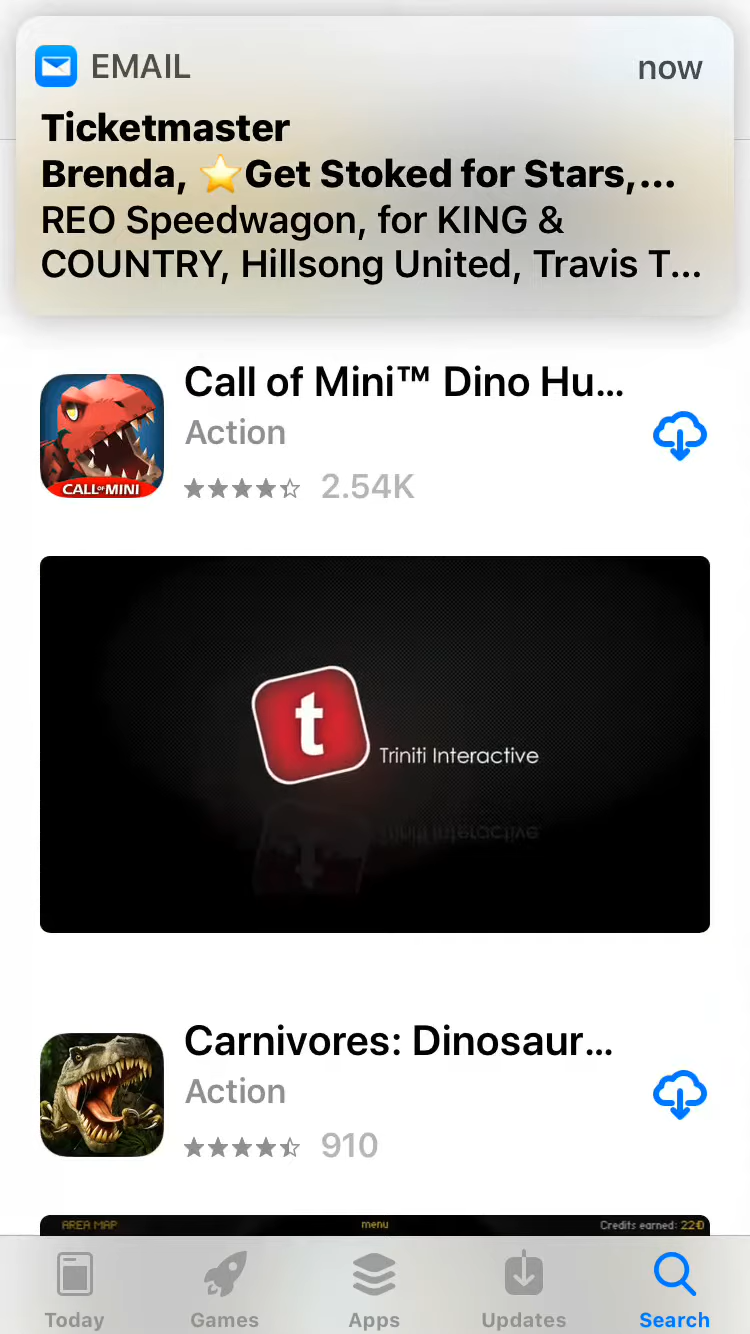 EMAIL now
Ticketmaster
Brenda, ⭐Get Stoked for Stars,...
REO Speedwagon, for KING &
COUNTRY, Hillsong United, Travis T...
Call of Mini™ Dino Hu...
Action
2.54K
CALL OF MINI
t
Triniti Interactive
Carnivores: Dinosaur...
Action
910
AREA MAP menu Credits earned: 220
Today Games Apps Updates Search